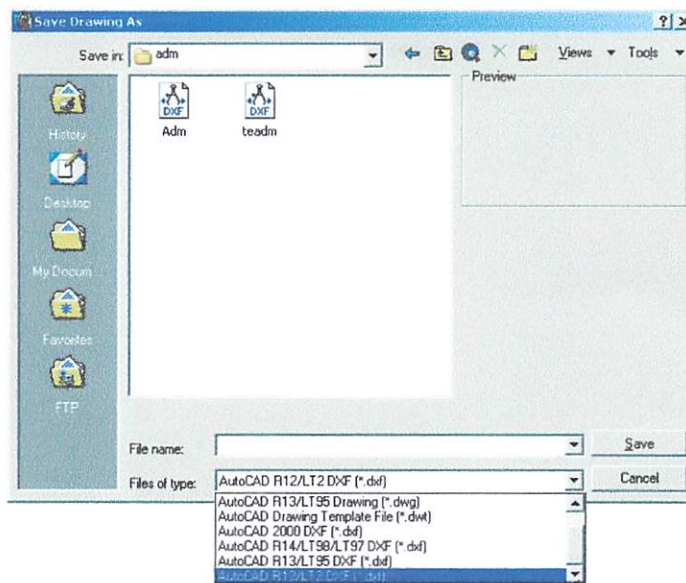 Save Drawing As
Save in: adm
Views Tools
Preview
DXF
DXF
Adm
teadm
History
Desktop
My Docum...
Favorites
FTP
File name:
Save
Files of type:
AutoCAD R12/LT2 DXF (*.dxf)
Cancel
AutoCAD R13/LT95 Drawing (*.dwg)
AutoCAD Drawing Template File (*.dwt)
AutoCAD 2000 DXF (*.dxf)
AutoCAD R14/LT98/LT97 DXF (*.dxf)
AutoCAD R13/LT95 DXF (*.dxf)
AutoCAD R12/LT2 DXF (*.dxf)